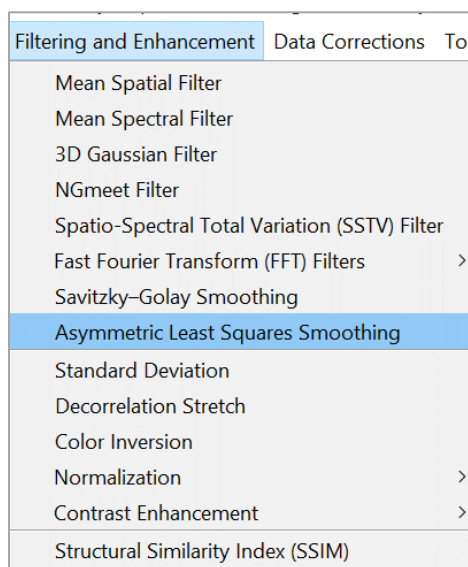 Filtering and Enhancement Data Corrections To
Mean Spatial Filter
Mean Spectral Filter
3D Gaussian Filter
NGmeet Filter
Spatio-Spectral Total Variation (SSTV) Filter
Fast Fourier Transform (FFT) Filters
Savitzky–Golay Smoothing
Asymmetric Least Squares Smoothing
Standard Deviation
Decorrelation Stretch
Color Inversion
Normalization
Contrast Enhancement
Structural Similarity Index (SSIM)